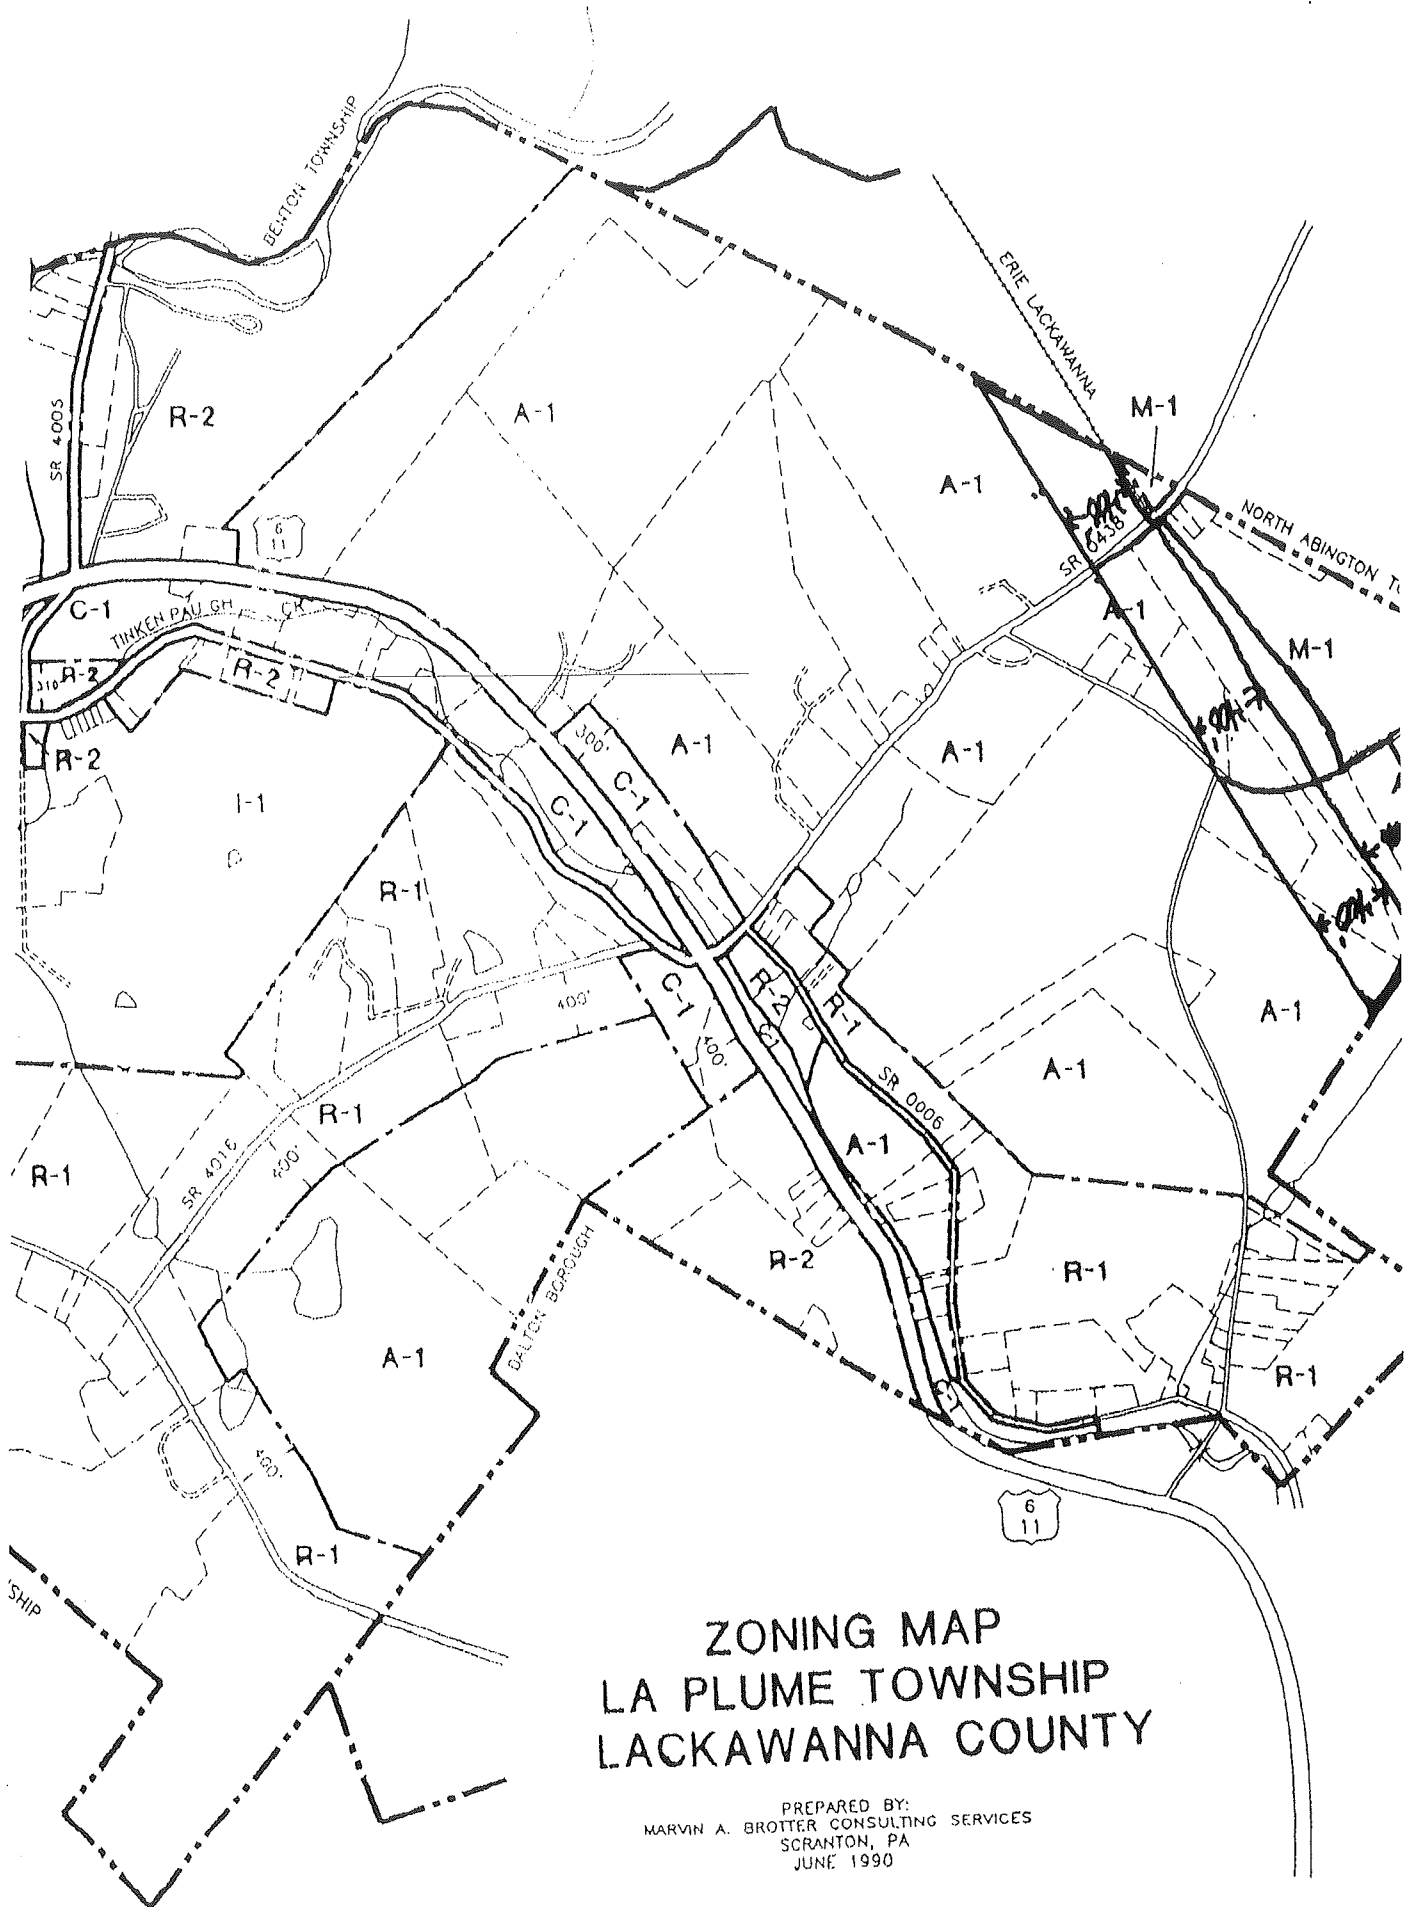 BENTON TOWNSHIP
ERIE LACKAWANNA
M-1
R-2
SR 4005
A-1
A-1
6
11
NORTH ABINGTON
SR 6438
C-1
TINKENPAUGH CK
A-1
R-2
R-2
M-1
R-2
300'
A-1
A-1
I-1
C-1
C-1
R-1
C-1
R-2
R-1
400'
A-1
400'
A-1
SR 0006
R-1
A-1
R-1
SR 4016
400'
DALTON BOROUGH
R-2
R-1
A-1
R-1
400'
6
11
R-1
ZONING MAP
LA PLUME TOWNSHIP
LACKAWANNA COUNTY
PREPARED BY:
MARVIN A. BROTTER CONSULTING SERVICES
SCRANTON, PA
JUNE 1990